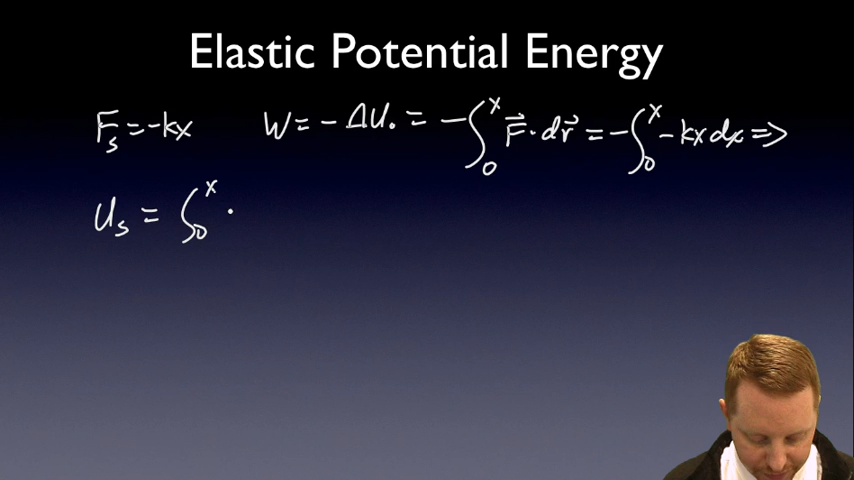 Elastic Potential Energy
Fₛ = -kx W = -ΔU. = -∫₀ˣ F⃗·dr⃗ = -∫₀ˣ -kx dx ⇒
Uₛ = ∫₀ˣ ·